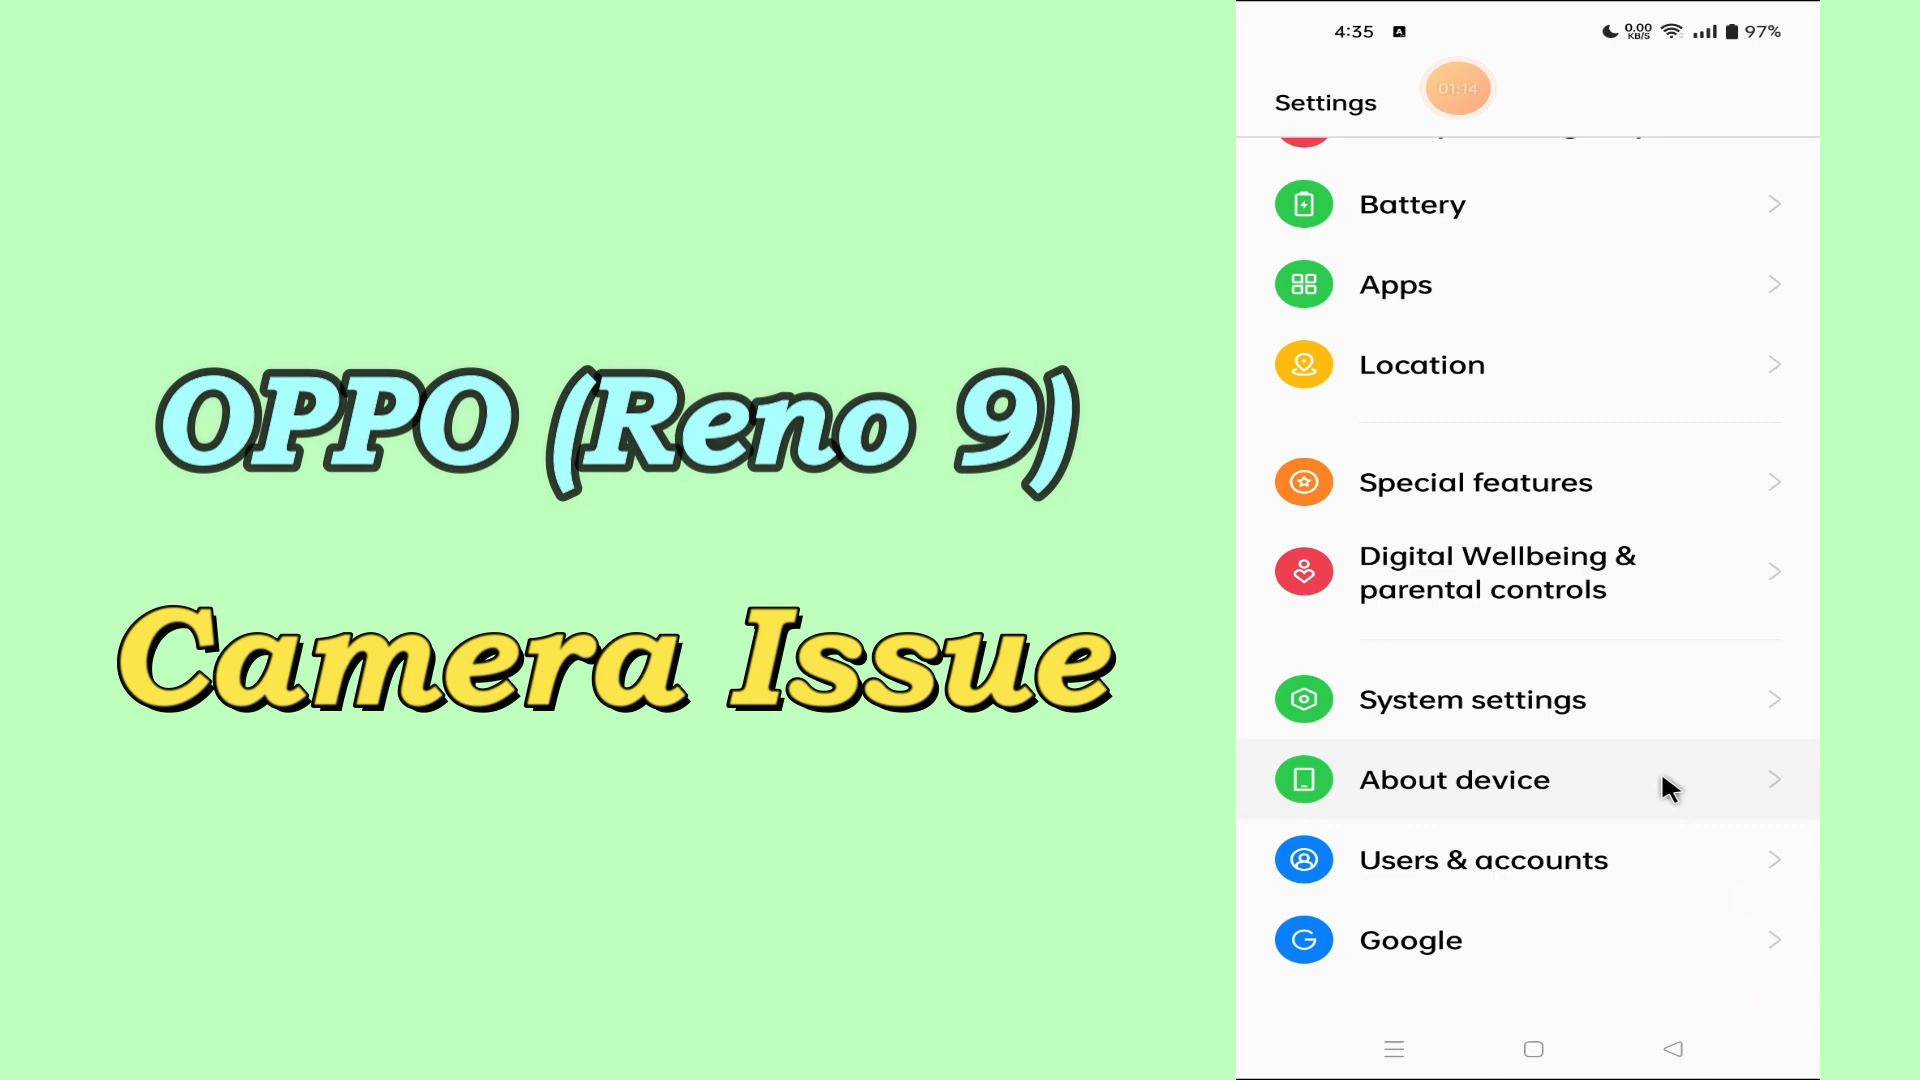 OPPO (Reno 9)
Camera Issue
4:35
A
0.00
KB/S
97%
Settings
01:14
Battery
Apps
Location
Special features
Digital Wellbeing &
parental controls
System settings
About device
Users & accounts
Google